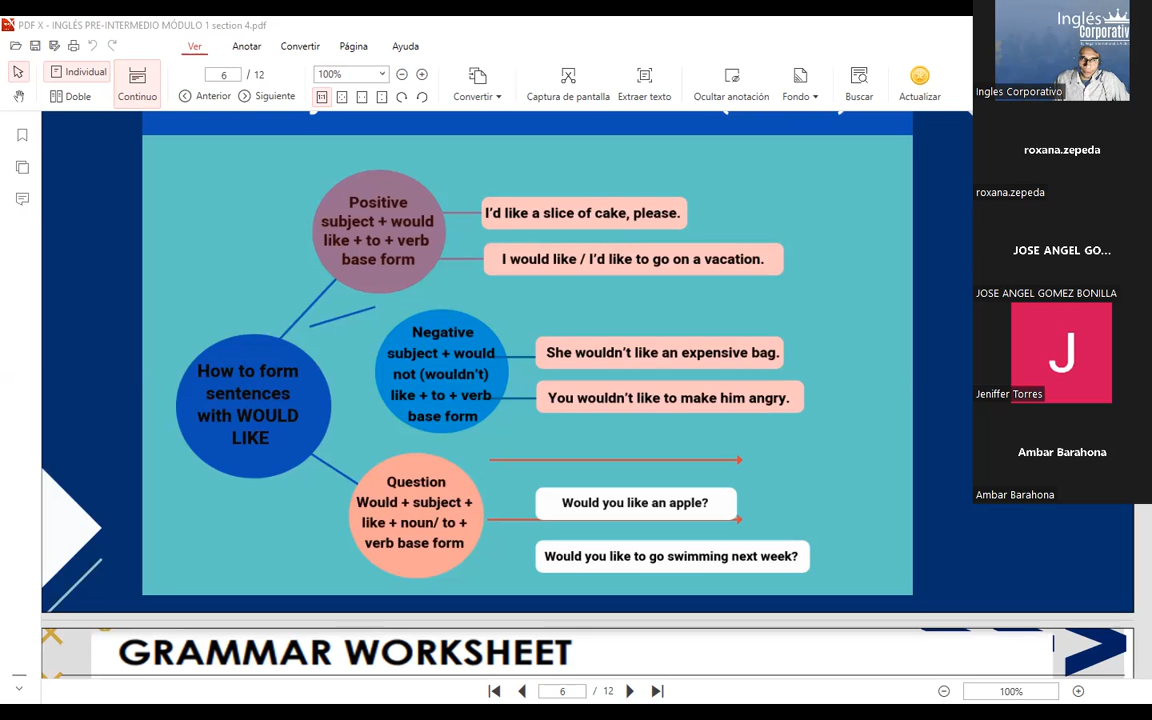 PDF X - INGLÉS PRE-INTERMEDIO MÓDULO 1 section 4.pdf
Ver
Anotar
Convertir
Página
Ayuda
Individual
Doble
Continuo
6 / 12
Anterior
Siguiente
100%
Convertir
Captura de pantalla
Extraer texto
Ocultar anotación
Fondo
Buscar
Actualizar
Positive
subject + would
like + to + verb
base form
I'd like a slice of cake, please.
I would like / I'd like to go on a vacation.
How to form
sentences
with WOULD
LIKE
Negative
subject + would
not (wouldn't)
like + to + verb
base form
She wouldn't like an expensive bag.
You wouldn't like to make him angry.
Question
Would + subject +
like + noun/ to +
verb base form
Would you like an apple?
Would you like to go swimming next week?
GRAMMAR WORKSHEET
6 / 12
100%
Inglés
Corporativ
Ingles Corporativo
roxana.zepeda
roxana.zepeda
JOSE ANGEL GO...
JOSE ANGEL GOMEZ BONILLA
J
Jeniffer Torres
Ambar Barahona
Ambar Barahona